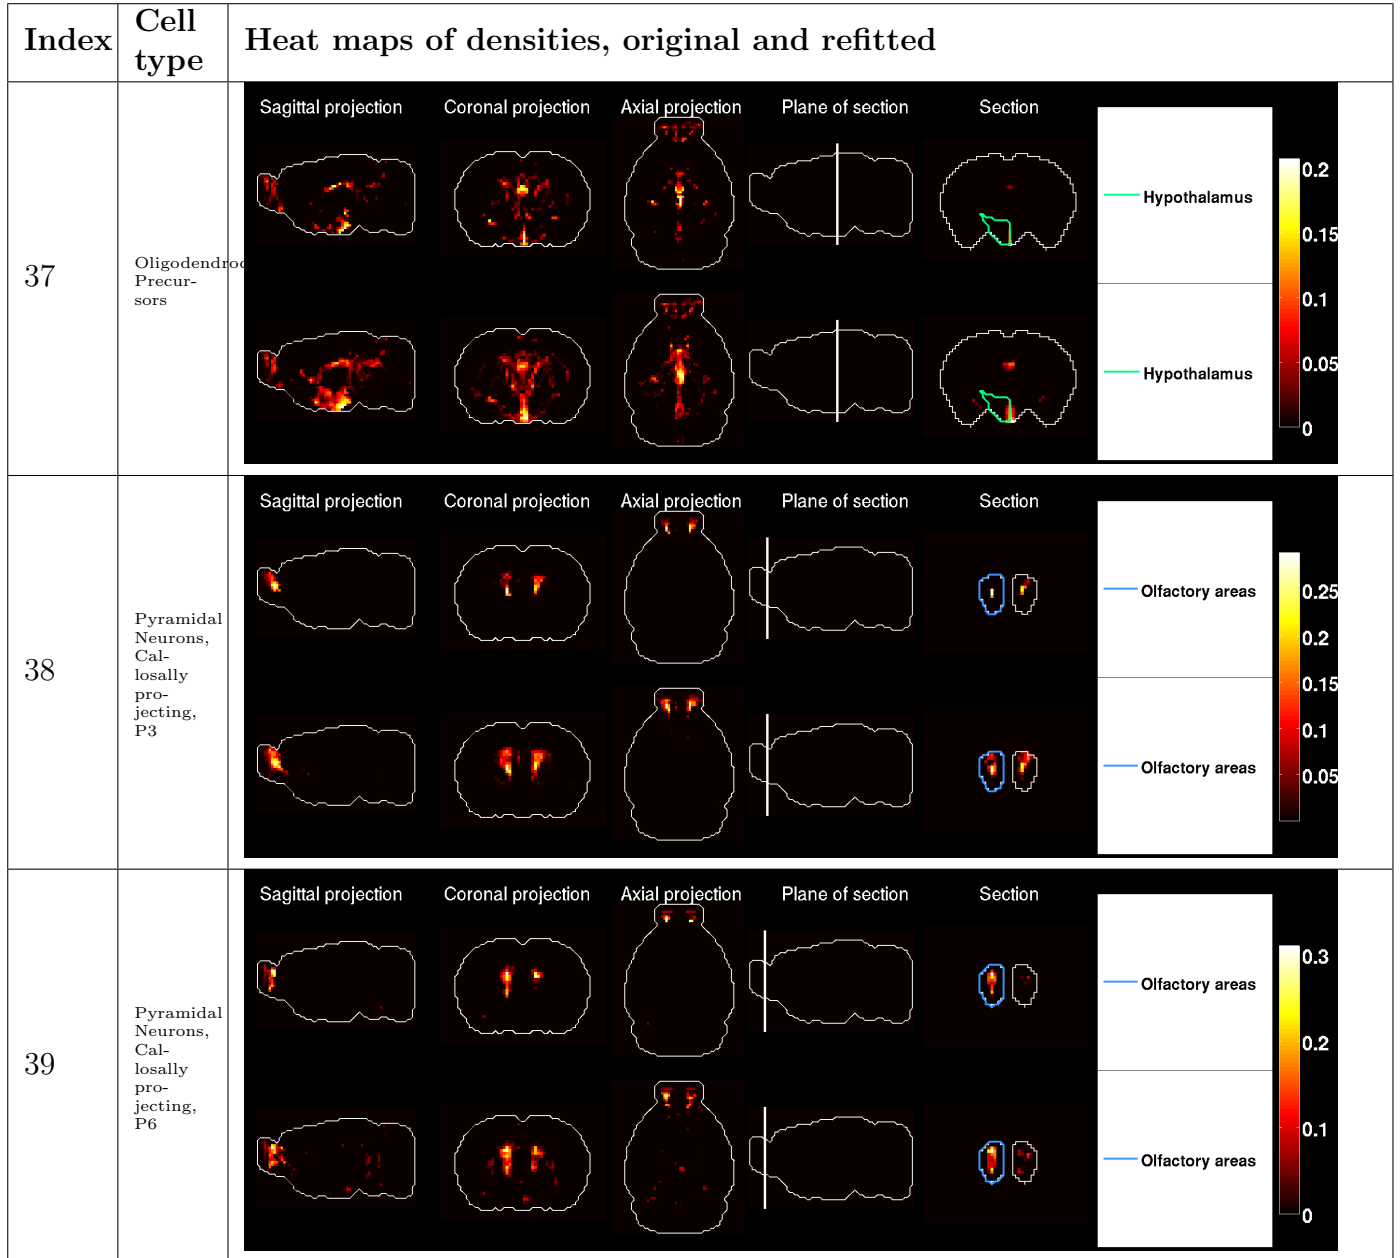 Index
Cell
type
Heat maps of densities, original and refitted
37
Oligodendroc
Precur-
sors
Sagittal projection
Coronal projection
Axial projection
Plane of section
Section
Hypothalamus
Hypothalamus
0.2
0.15
0.1
0.05
0
38
Pyramidal
Neurons,
Cal-
losally
pro-
jecting,
P3
Sagittal projection
Coronal projection
Axial projection
Plane of section
Section
Olfactory areas
Olfactory areas
0.25
0.2
0.15
0.1
0.05
39
Pyramidal
Neurons,
Cal-
losally
pro-
jecting,
P6
Sagittal projection
Coronal projection
Axial projection
Plane of section
Section
Olfactory areas
Olfactory areas
0.3
0.2
0.1
0